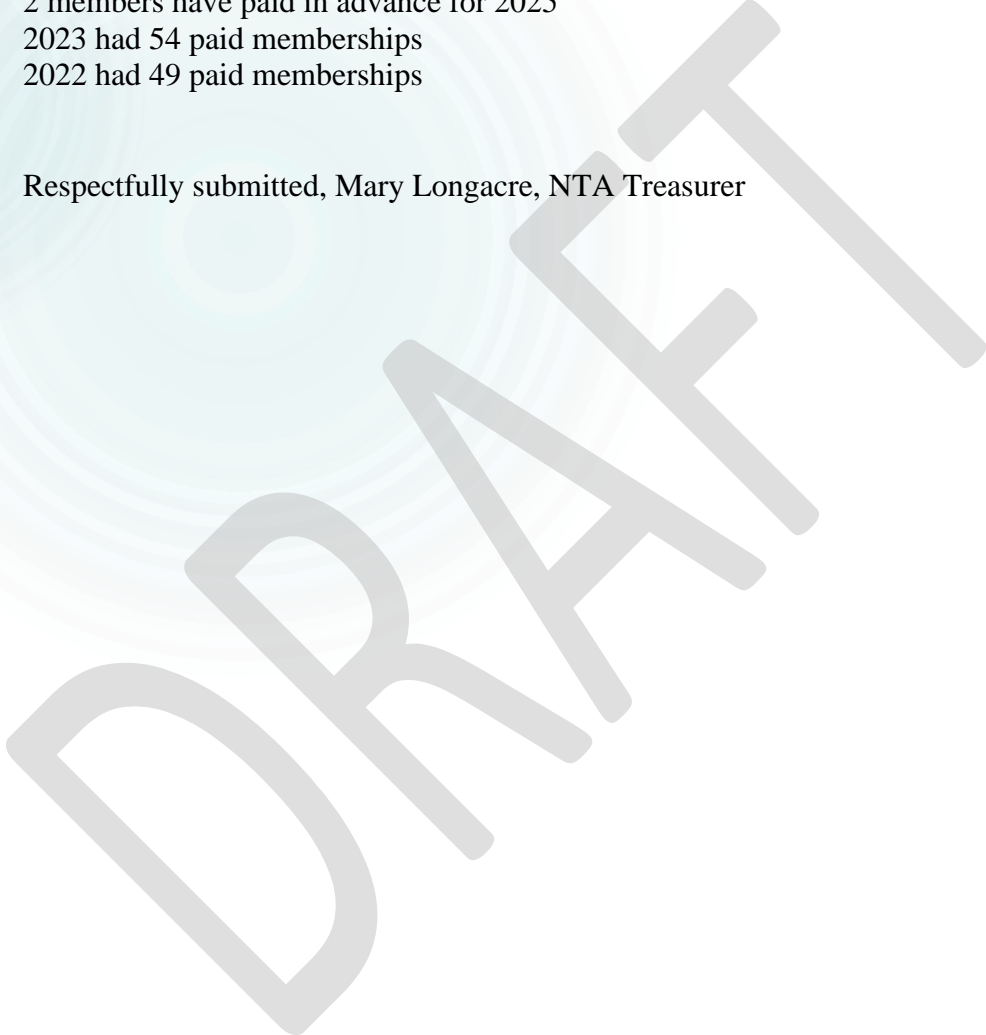 2 members have paid in advance for 2025
2023 had 54 paid memberships
2022 had 49 paid memberships
Respectfully submitted, Mary Longacre, NTA Treasurer
DRAFT